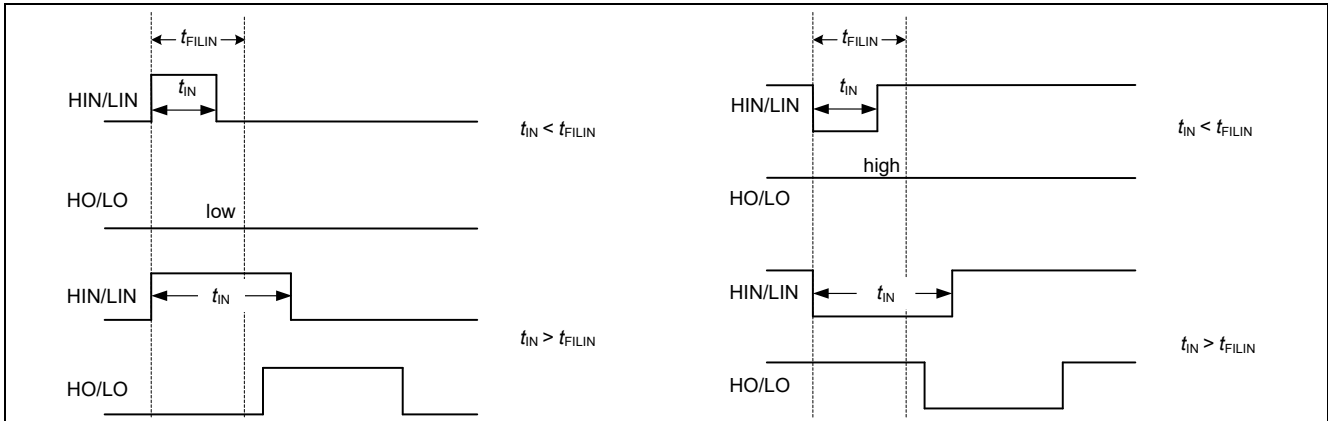 tFILIN
tIN
HIN/LIN
tIN < tFILIN
HO/LO
low
HIN/LIN
tIN
tIN > tFILIN
HO/LO
tFILIN
tIN
HIN/LIN
tIN < tFILIN
high
HO/LO
HIN/LIN
tIN
tIN > tFILIN
HO/LO